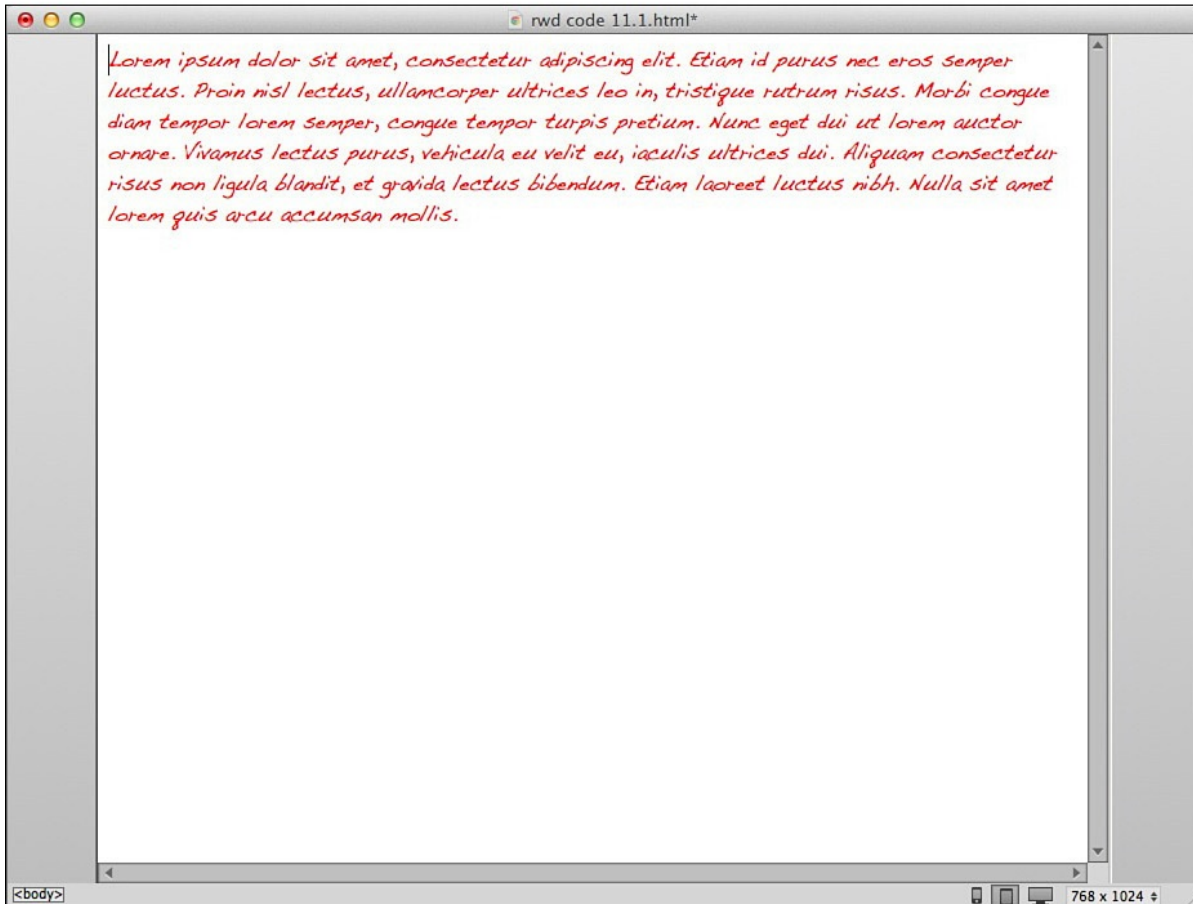 rwd code 11.1.html*
Lorem ipsum dolor sit amet, consectetur adipiscing elit. Etiam id purus nec eros semper
luctus. Proin nisl lectus, ullamcorper ultrices leo in, tristique rutrum risus. Morbi congue
diam tempor lorem semper, congue tempor turpis pretium. Nunc eget dui ut lorem auctor
ornare. Vivamus lectus purus, vehicula eu velit eu, iaculis ultrices dui. Aliquam consectetur
risus non ligula blandit, et gravida lectus bibendum. Etiam laoreet luctus nibh. Nulla sit amet
lorem quis arcu accumsan mollis.
<body> 768 x 1024